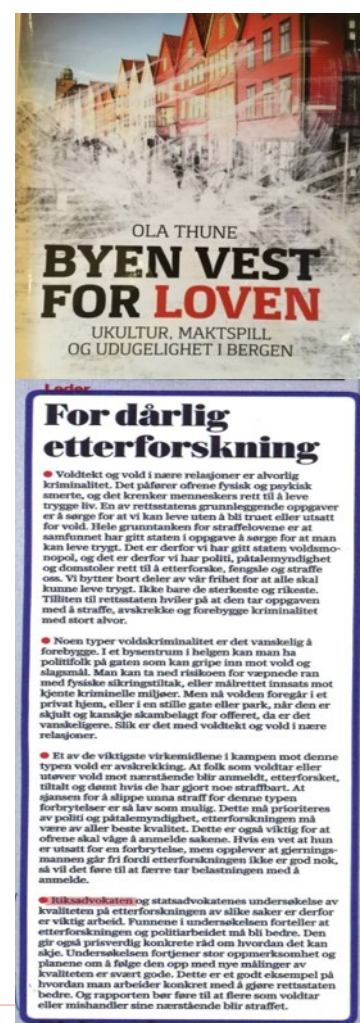 OLA THUNE
BYEN VEST
FOR LOVEN
UKULTUR, MAKTSPILL
OG UDUGELIGHET I BERGEN
Leder
For dårlig
etterforskning
● Voldtekt og vold i nære relasjoner er alvorlig
kriminalitet. Det påfører ofrene fysisk og psykisk
smerte, og det krenker menneskers rett til å leve
trygge liv. En av rettsstatens grunnleggende oppgaver
er å sørge for at vi kan leve uten å bli truet eller utsatt
for vold. Hele grunntanken for straffelovene er at
samfunnet har gitt staten i oppgave å sørge for at man
kan leve trygt. Det er derfor vi har gitt staten voldsmo-
nopol, og det er derfor vi har politi, påtalemyndighet
og domstoler rett til å etterforske, fengsle og straffe
oss. Vi bytter bort deler av vår frihet for at alle skal
kunne leve trygt. Ikke bare de sterkeste og rikeste.
Tilliten til rettsstaten hviler på at den tar oppgaven
med å straffe, avskrekke og forebygge kriminalitet
med stort alvor.
● Noen typer voldskriminalitet er det vanskelig å
forebygge. I et bysentrum i helgen kan man ha
politifolk på gaten som kan gripe inn mot vold og
slagsmål. Man kan ta ned risikoen for væpnede ran
med fysiske sikringstiltak, eller målrettet innsats mot
kjente kriminelle miljøer. Men nå volden foregår i et
privat hjem, eller i en stille gate eller park, når den er
skjult og kanskje skambelagt for offeret, da er det
vanskeligere. Slik er det med voldtekt og vold i nære
relasjoner.
● Et av de viktigste virkemidlene i kampen mot denne
typen vold er avskrekking. At folk som voldtar eller
utøver vold mot nærstående blir anmeldt, etterforsket,
tiltalt og dømt hvis de har gjort noe straffbart. At
sjansen for å slippe unna straff for denne typen
forbrytelser er så lav som mulig. Dette må prioriteres
av politi og påtalemyndighet, etterforskningen må
være av aller beste kvalitet. Dette er også viktig for at
ofrene skal våge å anmelde sakene. Hvis en vet at hun
er utsatt for en forbrytelse, men opplever at gjernings-
mannen går fri fordi etterforskningen ikke er god nok,
så vil det føre til at færre tar belastningen med å
anmelde.
● Riksadvokaten og statsadvokatenes undersøkelse av
kvaliteten på etterforskningen av slike saker er derfor
er viktig arbeid. Funnene i undersøkelsen forteller at
etterforskningen og politiarbeidet må bli bedre. Den
gir også prisverdig konkrete råd om hvordan det kan
skje. Undersøkelsen fortjener stor oppmerksomhet og
planene om å følge den opp med nye målinger av
kvaliteten er svært gode. Dette er et godt eksempel på
hvordan man arbeider konkret med å gjøre rettsstaten
bedre. Og rapporten bør føre til at flere som voldtar
eller mishandler sine nærstående blir straffet.